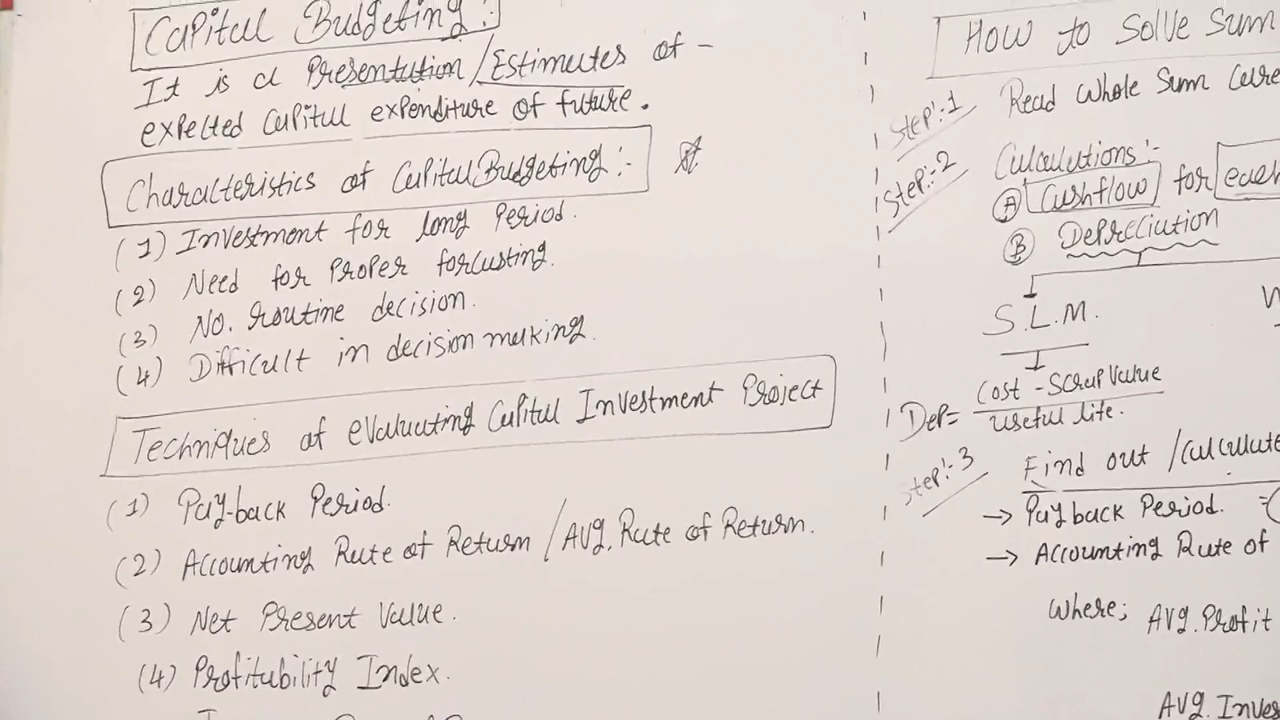 Capital Budgeting :-
It is a Presentation / Estimates of -
expected capital expenditure of future.
Characteristics of Capital Budgeting :-
(1) Investment for long Period.
(2) Need for proper forcasting.
(3) No. routine decision.
(4) Difficult in decision making.
Techniques of evaluating Capital Investment Project
(1) Pay-back Period.
(2) Accounting Rate of Return / Avg. Rate of Return.
(3) Net Present Value.
(4) Profitability Index.
How to Solve Sum
Step:-1 Read Whole Sum
Step:-2 Calculations :-
(A) Cashflow for each
(B) Depreciation
S.L.M.
Dep = Cost - Scrap Value
useful life.
Step:-3 Find out / Calculate
→ Payback Period. =
→ Accounting Rate of
Where; Avg. Profit
Avg.